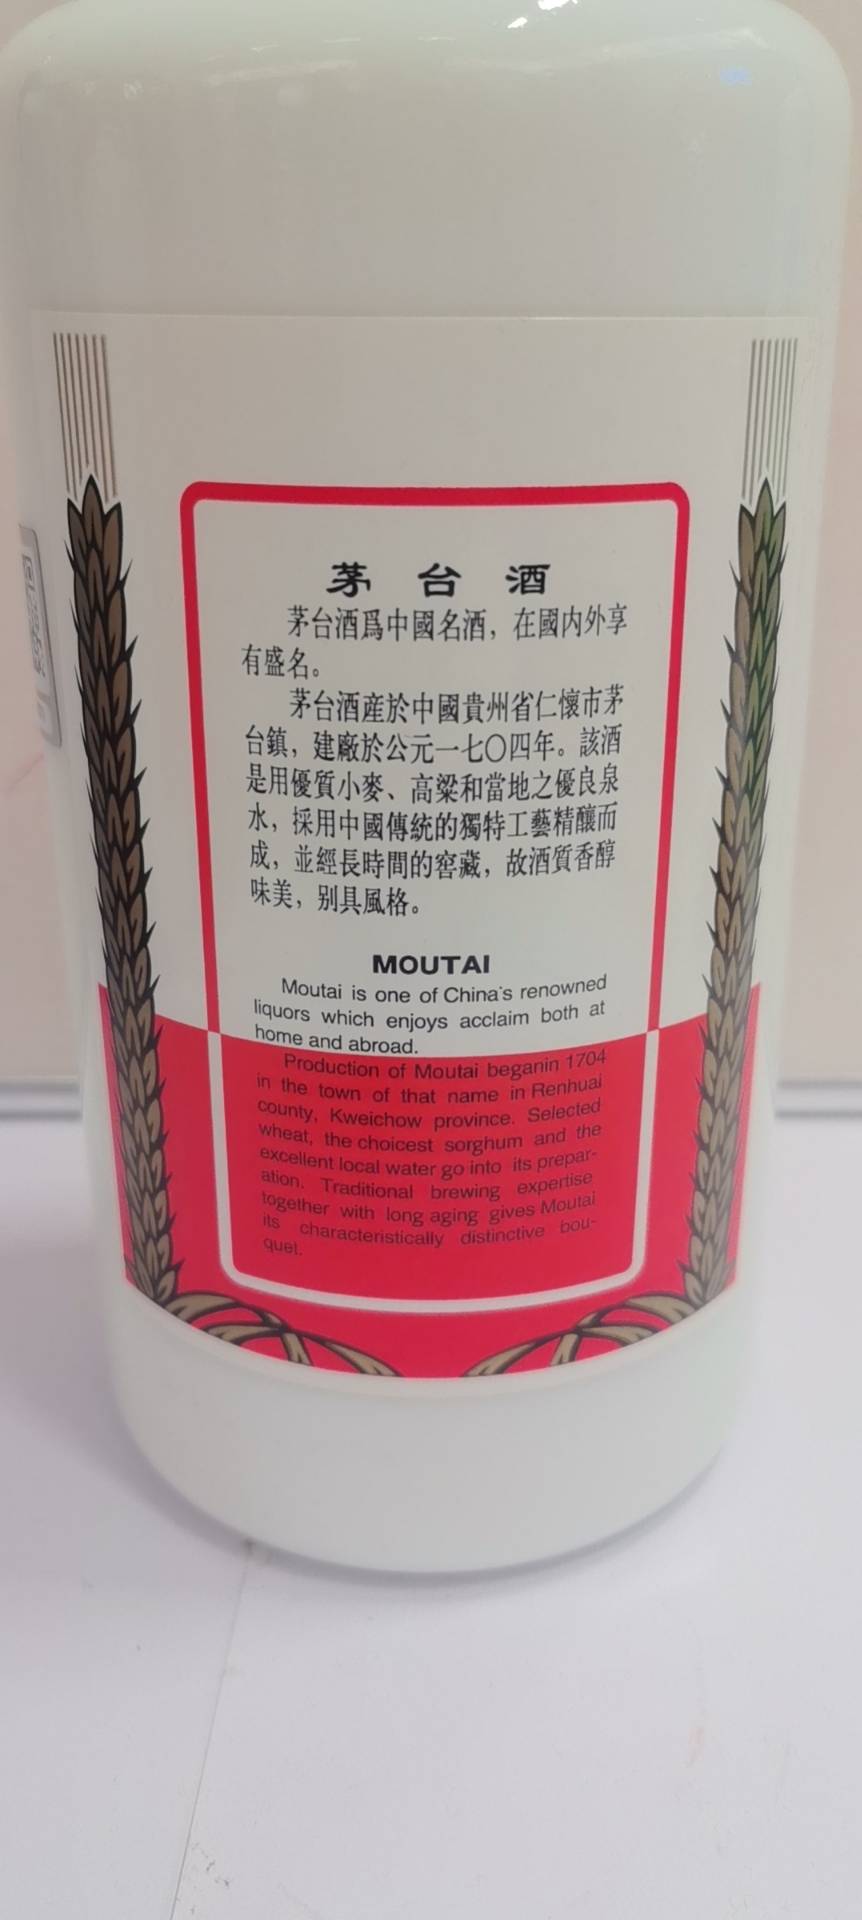 茅台酒
茅台酒爲中國名酒，在國内外享
有盛名。
茅台酒産於中國貴州省仁懷市茅
台鎮，建廠於公元一七〇四年。該酒
是用優質小麥、高粱和當地之優良泉
水，採用中國傳統的獨特工藝精釀而
成，並經長時間的窖藏，故酒質香醇
味美，别具風格。
MOUTAI
Moutai is one of China's renowned
liquors which enjoys acclaim both at
home and abroad.
Production of Moutai beganin 1704
in the town of that name in Renhuai
county, Kweichow province. Selected
wheat, the choicest sorghum and the
excellent local water go into its prepar-
ation. Traditional brewing expertise
together with long aging gives Moutai
its characteristically distinctive bou-
quet.